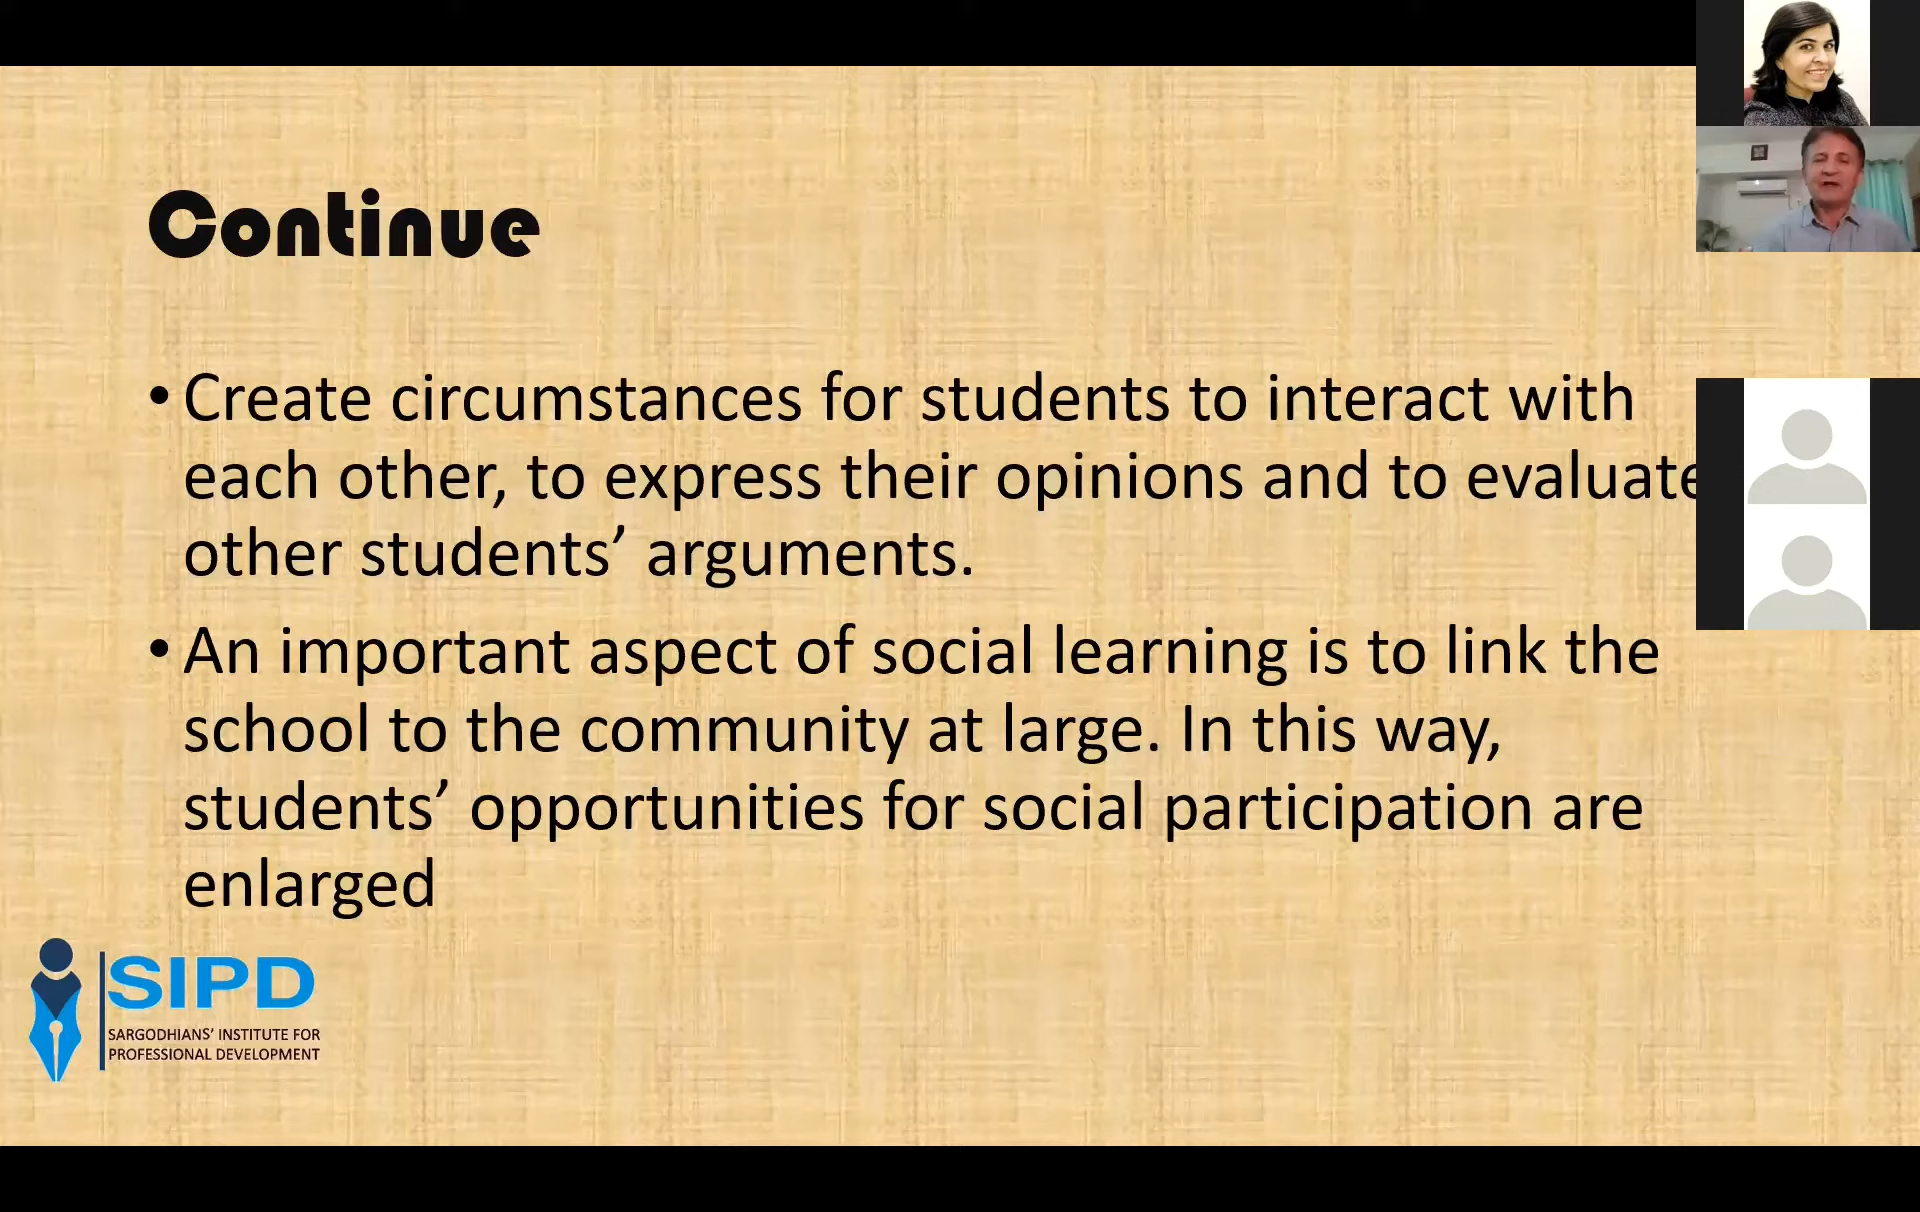 Continue
• Create circumstances for students to interact with
each other, to express their opinions and to evaluate
other students’ arguments.
• An important aspect of social learning is to link the
school to the community at large. In this way,
students’ opportunities for social participation are
enlarged
SIPD
SARGODHIANS’ INSTITUTE FOR
PROFESSIONAL DEVELOPMENT